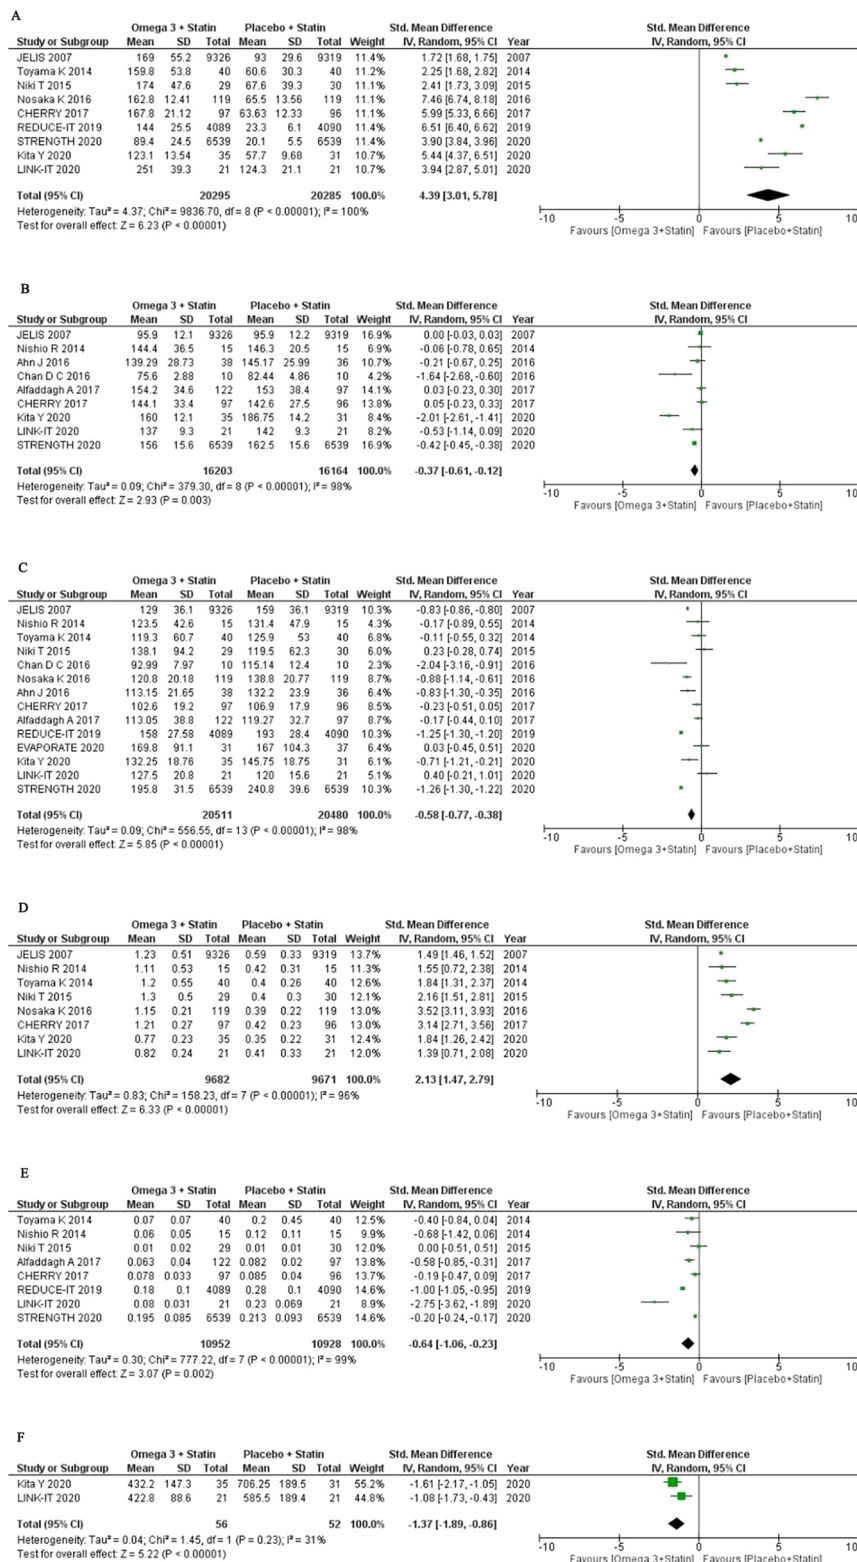 A
Omega 3 + Statin Placebo + Statin Std. Mean Difference Std. Mean Difference
Study or Subgroup Mean SD Total Mean SD Total Weight IV, Random, 95% CI Year IV, Random, 95% CI
JELIS 2007 169 55.2 9326 93 29.6 9319 11.4% 1.72 [1.68, 1.75] 2007
Toyama K 2014 159.8 53.8 40 60.6 30.3 40 11.2% 2.25 [1.68, 2.82] 2014
Niki T 2015 174 47.6 29 67.6 39.3 30 11.1% 2.41 [1.73, 3.09] 2015
Nosaka K 2016 162.8 12.41 119 65.5 13.56 119 11.1% 7.46 [6.74, 8.18] 2016
CHERRY 2017 167.8 21.12 97 63.63 12.33 96 11.1% 5.99 [5.33, 6.66] 2017
REDUCE-IT 2019 144 25.5 4089 23.3 6.1 4090 11.4% 6.51 [6.40, 6.62] 2019
STRENGTH 2020 89.4 24.5 6539 20.1 5.5 6539 11.4% 3.90 [3.84, 3.96] 2020
Kita Y 2020 123.1 13.54 35 57.7 9.68 31 10.7% 5.44 [4.37, 6.51] 2020
LINK-IT 2020 251 39.3 21 124.3 21.1 21 10.7% 3.94 [2.87, 5.01] 2020
Total (95% CI) 20295 20285 100.0% 4.39 [3.01, 5.78]
Heterogeneity: Tau² = 4.37; Chi² = 9836.70, df = 8 (P < 0.00001); I² = 100%
Test for overall effect: Z = 6.23 (P < 0.00001)
-10 -5 0 5 10
Favours [Omega 3+Statin] Favours [Placebo+Statin]
B
Omega 3 + Statin Placebo + Statin Std. Mean Difference Std. Mean Difference
Study or Subgroup Mean SD Total Mean SD Total Weight IV, Random, 95% CI Year IV, Random, 95% CI
JELIS 2007 95.9 12.1 9326 95.9 12.2 9319 16.9% 0.00 [-0.03, 0.03] 2007
Nishio R 2014 144.4 36.5 15 146.3 20.5 15 6.9% -0.06 [-0.78, 0.65] 2014
Ahn J 2016 139.29 28.73 38 145.17 25.99 36 11.0% -0.21 [-0.67, 0.25] 2016
Chan D C 2016 75.6 2.88 10 82.44 4.86 10 4.2% -1.64 [-2.68, -0.60] 2016
Alfaddagh A 2017 154.2 34.6 122 153 38.4 97 14.1% 0.03 [-0.23, 0.30] 2017
CHERRY 2017 144.1 33.4 97 142.6 27.5 96 13.8% 0.05 [-0.23, 0.33] 2017
Kita Y 2020 160 12.1 35 186.75 14.2 31 8.5% -2.01 [-2.61, -1.41] 2020
LINK-IT 2020 137 9.3 21 142 9.3 21 8.2% -0.53 [-1.14, 0.09] 2020
STRENGTH 2020 156 15.6 6539 162.5 15.6 6539 16.9% -0.42 [-0.45, -0.38] 2020
Total (95% CI) 16203 16164 100.0% -0.37 [-0.61, -0.12]
Heterogeneity: Tau² = 0.09; Chi² = 379.30, df = 8 (P < 0.00001); I² = 98%
Test for overall effect: Z = 2.93 (P = 0.003)
-10 -5 0 5 10
Favours [Omega 3+Statin] Favours [Placebo+Statin]
C
Omega 3 + Statin Placebo + Statin Std. Mean Difference Std. Mean Difference
Study or Subgroup Mean SD Total Mean SD Total Weight IV, Random, 95% CI Year IV, Random, 95% CI
JELIS 2007 129 36.1 9326 159 36.1 9319 10.3% -0.83 [-0.86, -0.80] 2007
Nishio R 2014 123.5 42.6 15 131.4 47.9 15 4.3% -0.17 [-0.89, 0.55] 2014
Toyama K 2014 119.3 60.7 40 125.9 53 40 6.8% -0.11 [-0.55, 0.32] 2014
Niki T 2015 138.1 94.2 29 119.5 62.3 30 6.0% 0.23 [-0.28, 0.74] 2015
Chan D C 2016 92.99 7.97 10 115.14 12.4 10 2.3% -2.04 [-3.16, -0.91] 2016
Nosaka K 2016 120.8 20.18 119 138.8 20.77 119 8.8% -0.88 [-1.14, -0.61] 2016
Ahn J 2016 113.15 21.65 38 132.2 23.9 36 6.4% -0.83 [-1.30, -0.35] 2016
CHERRY 2017 102.6 19.2 97 106.9 17.9 96 8.6% -0.23 [-0.51, 0.05] 2017
Alfaddagh A 2017 113.05 38.8 122 119.27 32.7 97 8.7% -0.17 [-0.44, 0.10] 2017
REDUCE-IT 2019 158 27.58 4089 193 28.4 4090 10.3% -1.25 [-1.30, -1.20] 2019
EVAPORATE 2020 169.8 91.1 31 167 104.3 37 6.4% 0.03 [-0.45, 0.51] 2020
Kita Y 2020 132.25 18.76 35 145.75 18.75 31 6.2% -0.71 [-1.21, -0.21] 2020
LINK-IT 2020 127.5 20.8 21 120 15.6 21 5.1% 0.40 [-0.21, 1.01] 2020
STRENGTH 2020 195.8 31.5 6539 240.8 39.6 6539 10.3% -1.26 [-1.30, -1.22] 2020
Total (95% CI) 20511 20480 100.0% -0.58 [-0.77, -0.38]
Heterogeneity: Tau² = 0.09; Chi² = 556.55, df = 13 (P < 0.00001); I² = 98%
Test for overall effect: Z = 5.85 (P < 0.00001)
-10 -5 0 5 10
Favours [Omega 3+Statin] Favours [Placebo+Statin]
D
Omega 3 + Statin Placebo + Statin Std. Mean Difference Std. Mean Difference
Study or Subgroup Mean SD Total Mean SD Total Weight IV, Random, 95% CI Year IV, Random, 95% CI
JELIS 2007 1.23 0.51 9326 0.59 0.33 9319 13.7% 1.49 [1.46, 1.52] 2007
Nishio R 2014 1.11 0.53 15 0.42 0.31 15 11.3% 1.55 [0.72, 2.38] 2014
Toyama K 2014 1.2 0.55 40 0.4 0.26 40 12.6% 1.84 [1.31, 2.37] 2014
Niki T 2015 1.3 0.5 29 0.4 0.3 30 12.1% 2.16 [1.51, 2.81] 2015
Nosaka K 2016 1.15 0.21 119 0.39 0.22 119 13.1% 3.52 [3.11, 3.93] 2016
CHERRY 2017 1.21 0.27 97 0.42 0.23 96 13.0% 3.14 [2.71, 3.56] 2017
Kita Y 2020 0.77 0.23 35 0.35 0.22 31 12.4% 1.84 [1.26, 2.42] 2020
LINK-IT 2020 0.82 0.24 21 0.41 0.33 21 12.0% 1.39 [0.71, 2.08] 2020
Total (95% CI) 9682 9671 100.0% 2.13 [1.47, 2.79]
Heterogeneity: Tau² = 0.83; Chi² = 158.23, df = 7 (P < 0.00001); I² = 96%
Test for overall effect: Z = 6.33 (P < 0.00001)
-10 -5 0 5 10
Favours [Omega 3+Statin] Favours [Placebo+Statin]
E
Omega 3 + Statin Placebo + Statin Std. Mean Difference Std. Mean Difference
Study or Subgroup Mean SD Total Mean SD Total Weight IV, Random, 95% CI Year IV, Random, 95% CI
Toyama K 2014 0.07 0.07 40 0.2 0.45 40 12.5% -0.40 [-0.84, 0.04] 2014
Nishio R 2014 0.06 0.05 15 0.12 0.11 15 9.9% -0.68 [-1.42, 0.06] 2014
Niki T 2015 0.01 0.02 29 0.01 0.01 30 12.0% 0.00 [-0.51, 0.51] 2015
Alfaddagh A 2017 0.063 0.04 122 0.082 0.02 97 13.7% -0.58 [-0.85, -0.31] 2017
CHERRY 2017 0.078 0.033 97 0.085 0.04 96 13.7% -0.19 [-0.47, 0.09] 2017
REDUCE-IT 2019 0.18 0.1 4089 0.28 0.1 4090 14.6% -1.00 [-1.05, -0.95] 2019
LINK-IT 2020 0.08 0.031 21 0.23 0.069 21 8.9% -2.75 [-3.62, -1.89] 2020
STRENGTH 2020 0.195 0.085 6539 0.213 0.093 6539 14.6% -0.20 [-0.24, -0.17] 2020
Total (95% CI) 10952 10928 100.0% -0.64 [-1.06, -0.23]
Heterogeneity: Tau² = 0.30; Chi² = 777.22, df = 7 (P < 0.00001); I² = 99%
Test for overall effect: Z = 3.07 (P = 0.002)
-10 -5 0 5 10
Favours [Omega 3+Statin] Favours [Placebo+Statin]
F
Omega 3 + Statin Placebo + Statin Std. Mean Difference Std. Mean Difference
Study or Subgroup Mean SD Total Mean SD Total Weight IV, Random, 95% CI Year IV, Random, 95% CI
Kita Y 2020 432.2 147.3 35 706.25 189.5 31 55.2% -1.61 [-2.17, -1.05] 2020
LINK-IT 2020 422.8 88.6 21 585.5 189.4 21 44.8% -1.08 [-1.73, -0.43] 2020
Total (95% CI) 56 52 100.0% -1.37 [-1.89, -0.86]
Heterogeneity: Tau² = 0.04; Chi² = 1.45, df = 1 (P = 0.23); I² = 31%
Test for overall effect: Z = 5.22 (P < 0.00001)
-10 -5 0 5 10
Favours [Omega 3+Statin] Favours [Placebo+Statin]